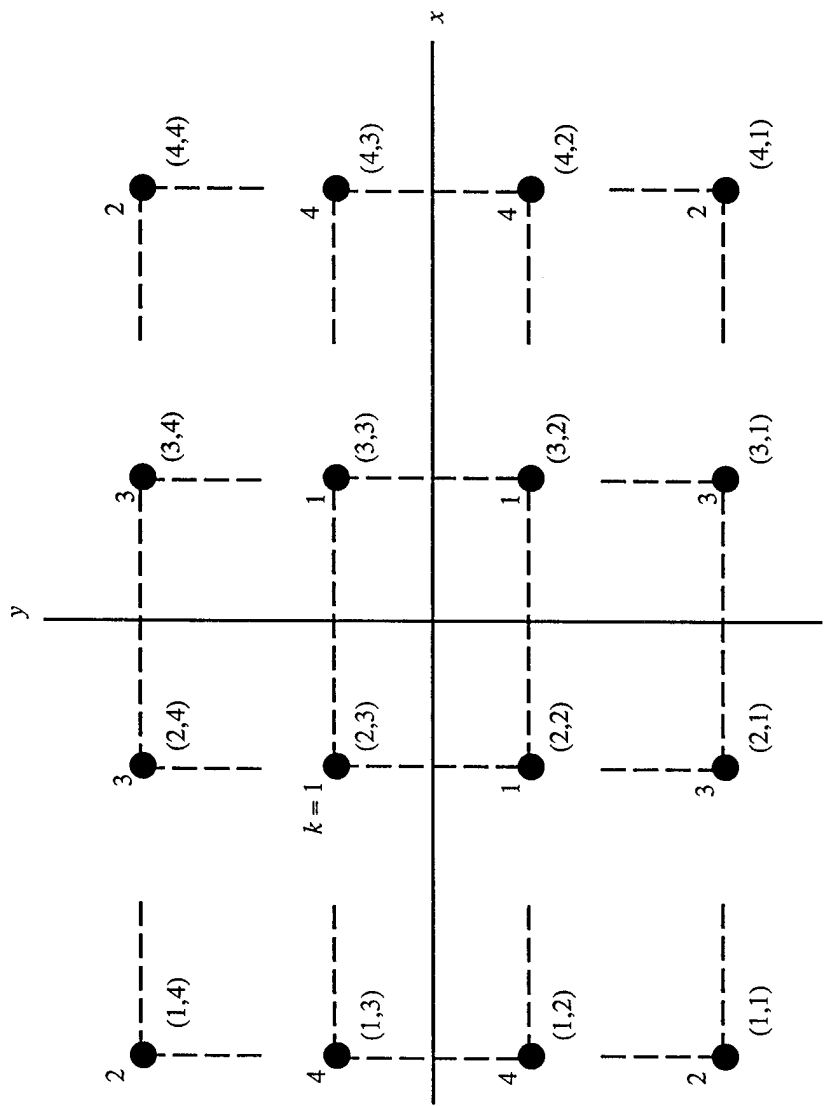 y
2 3 3 2
(1,4) (2,4) (3,4) (4,4)
4 k = 1 1 4
(1,3) (2,3) (3,3) (4,3)
x
4 1 1 4
(1,2) (2,2) (3,2) (4,2)
2 3 3 2
(1,1) (2,1) (3,1) (4,1)